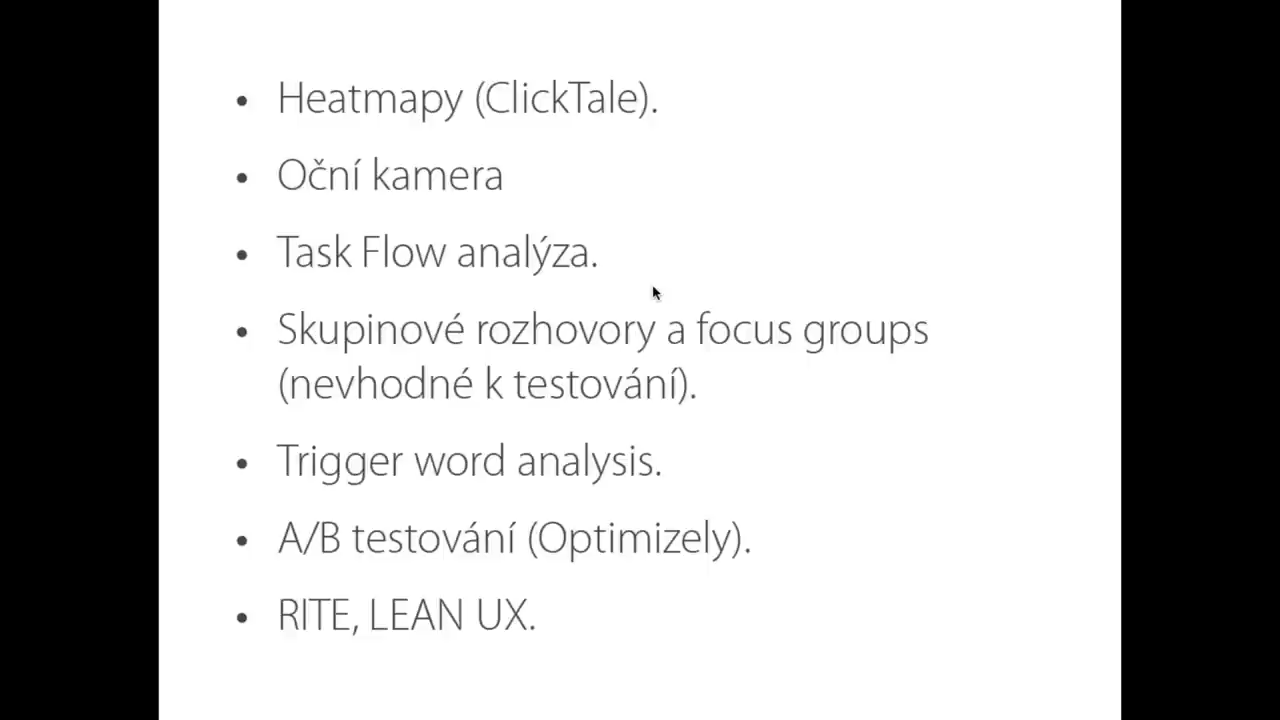 • Heatmapy (ClickTale).
• Oční kamera
• Task Flow analýza.
• Skupinové rozhovory a focus groups
(nevhodné k testování).
• Trigger word analysis.
• A/B testování (Optimizely).
• RITE, LEAN UX.